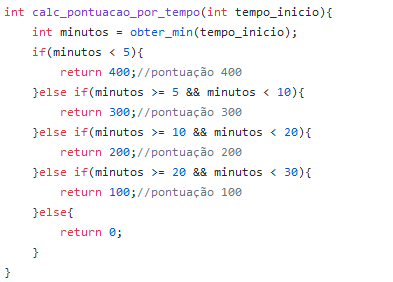 int calc_pontuacao_por_tempo(int tempo_inicio){
    int minutos = obter_min(tempo_inicio);
    if(minutos < 5){
        return 400;//pontuação 400
    }else if(minutos >= 5 && minutos < 10){
        return 300;//pontuação 300
    }else if(minutos >= 10 && minutos < 20){
        return 200;//pontuação 200
    }else if(minutos >= 20 && minutos < 30){
        return 100;//pontuação 100
    }else{
        return 0;
    }
}